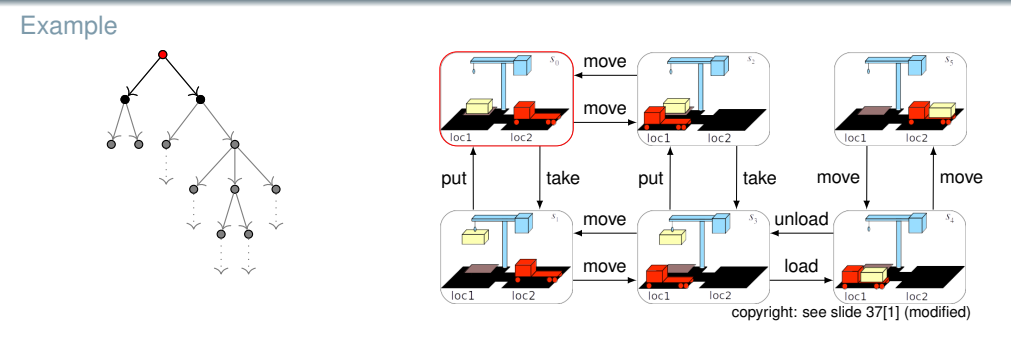 Example
s0
move
s2
s5
move
loc1 loc2
loc1 loc2
loc1 loc2
put
take
put
take
move
move
s1
move
s3
unload
s4
move
load
loc1 loc2
loc1 loc2
loc1 loc2
copyright: see slide 37[1] (modified)